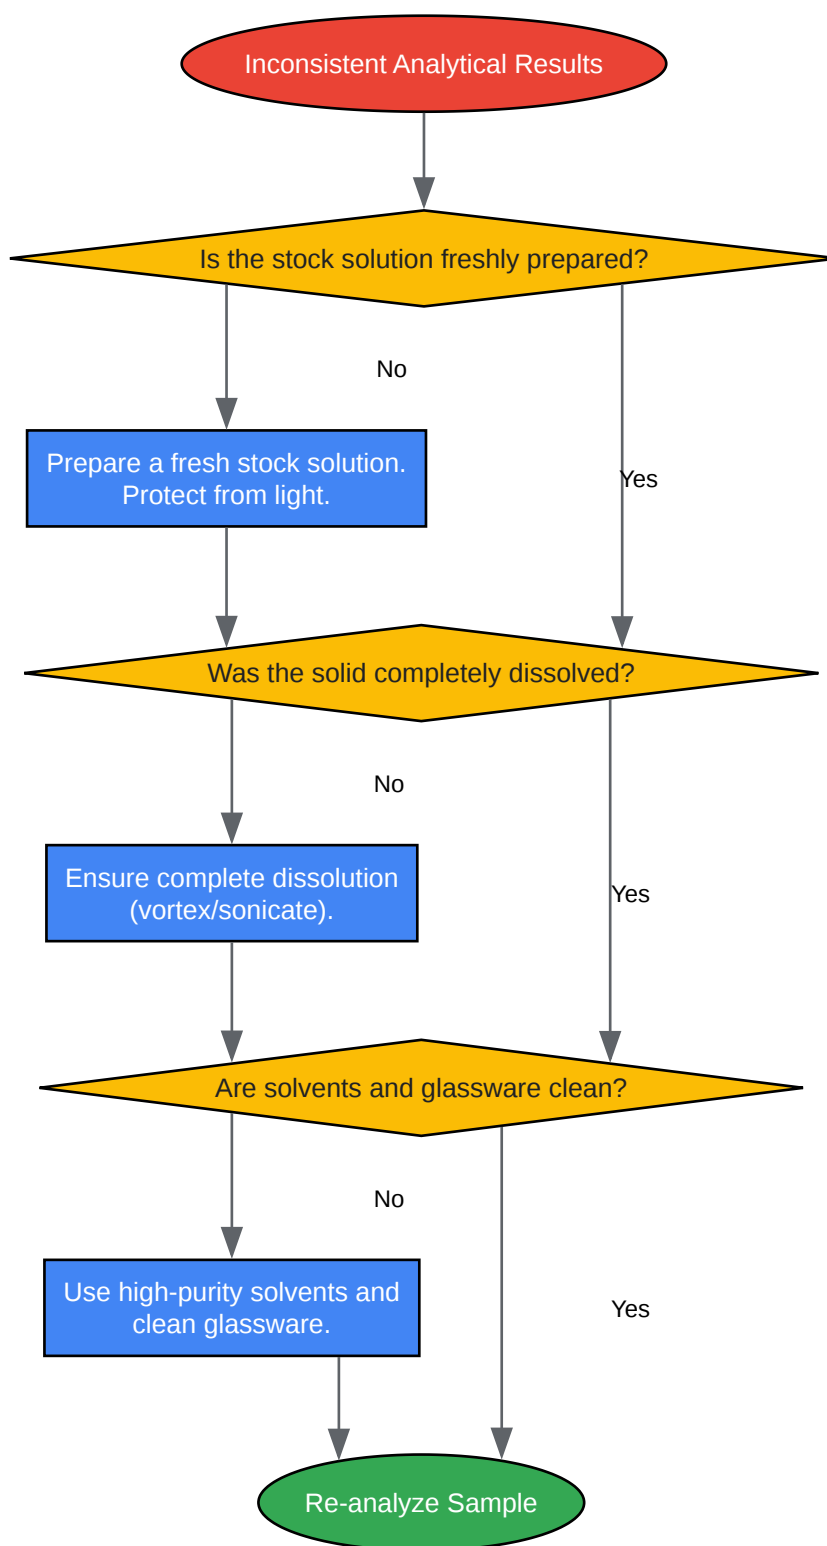 Inconsistent Analytical Results
Is the stock solution freshly prepared?
No
Prepare a fresh stock solution.
Protect from light.
Yes
Was the solid completely dissolved?
No
Ensure complete dissolution
(vortex/sonicate).
Yes
Are solvents and glassware clean?
No
Use high-purity solvents and
clean glassware.
Yes
Re-analyze Sample